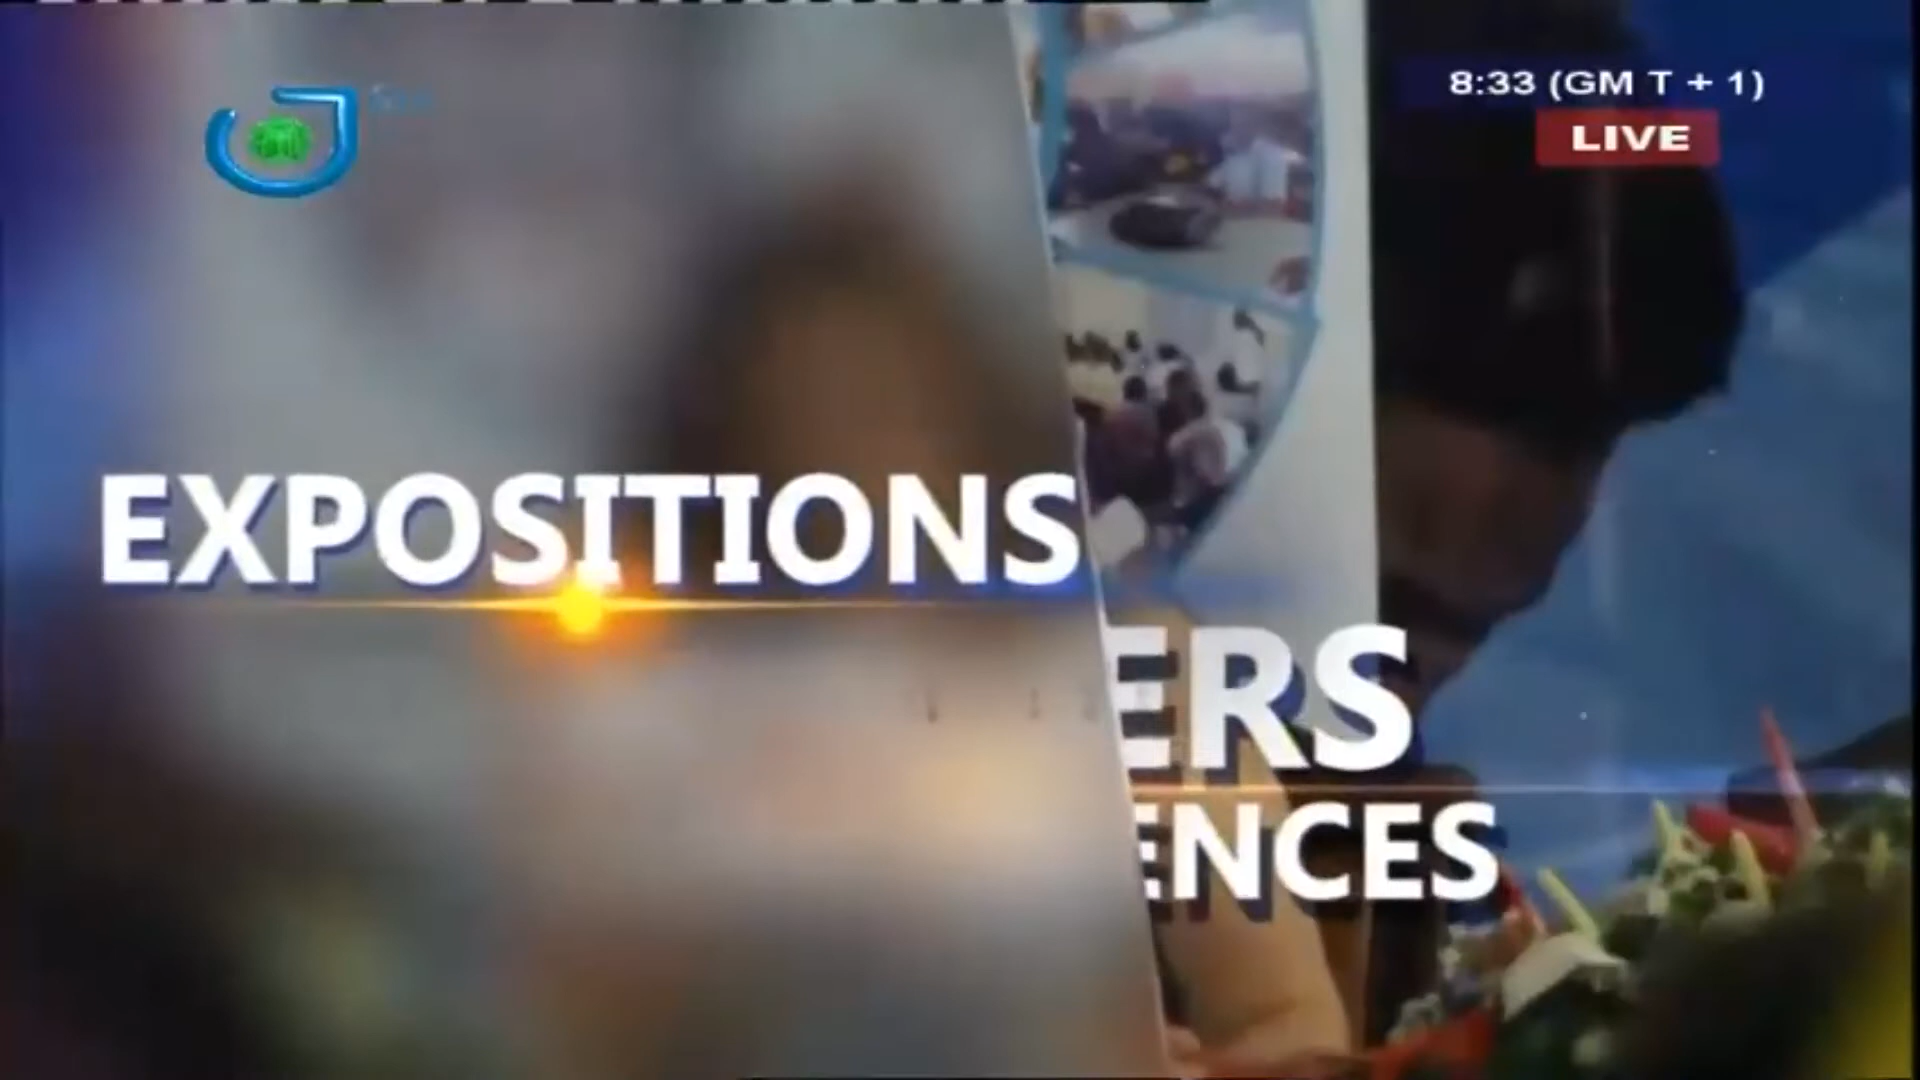 8:33 (GM T + 1)
LIVE
EXPOSITIONS
ERS
ENCES